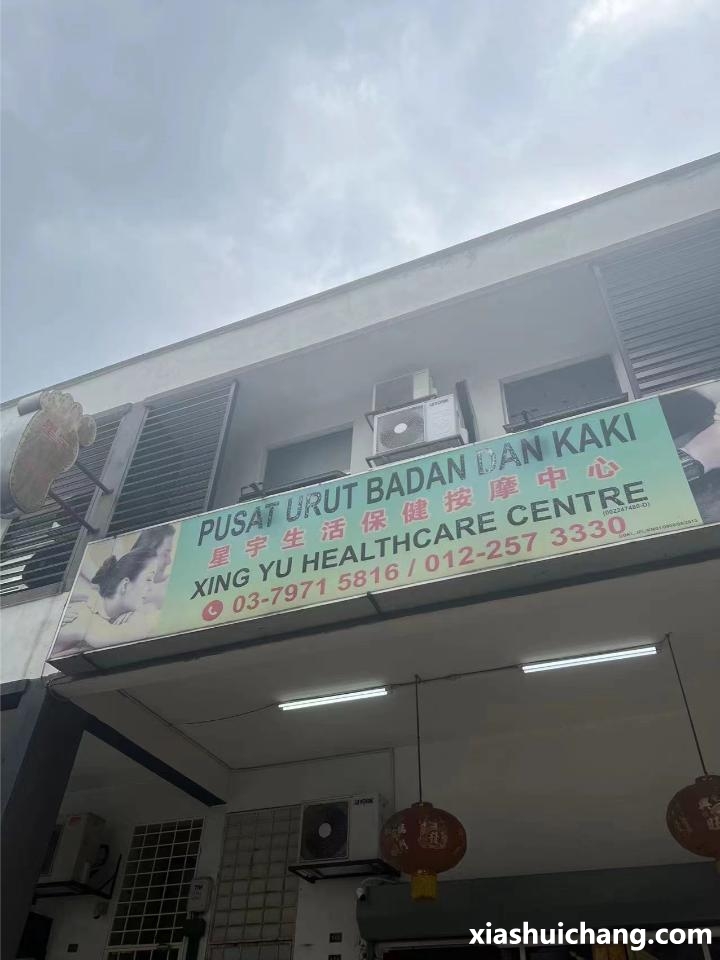 PUSAT URUT BADAN DAN KAKI
星宇生活保健按摩中心
XING YU HEALTHCARE CENTRE
(002247480-D)
03-7971 5816 / 012-257 3330
xiashuichang.com